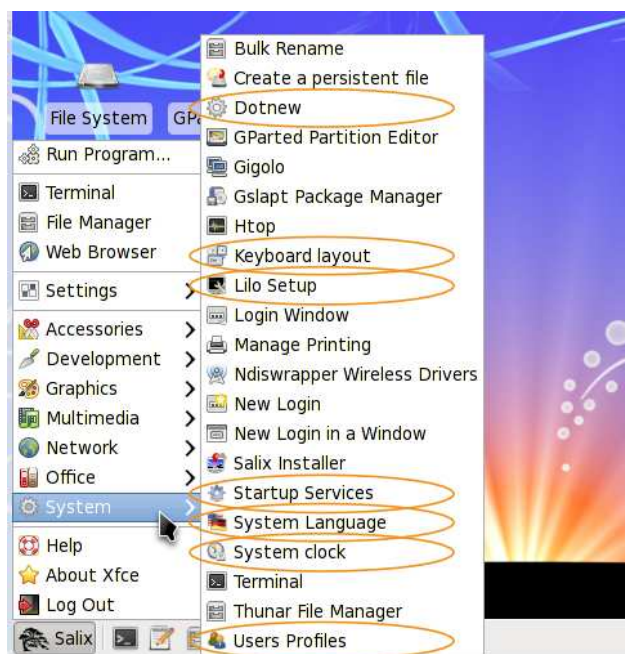 File System
GPa
Run Program...
Terminal
File Manager
Web Browser
Settings
Accessories
Development
Graphics
Multimedia
Network
Office
System
Help
About Xfce
Log Out
Salix
Bulk Rename
Create a persistent file
Dotnew
GParted Partition Editor
Gigolo
Gslapt Package Manager
Htop
Keyboard layout
Lilo Setup
Login Window
Manage Printing
Ndiswrapper Wireless Drivers
New Login
New Login in a Window
Salix Installer
Startup Services
System Language
System clock
Terminal
Thunar File Manager
Users Profiles